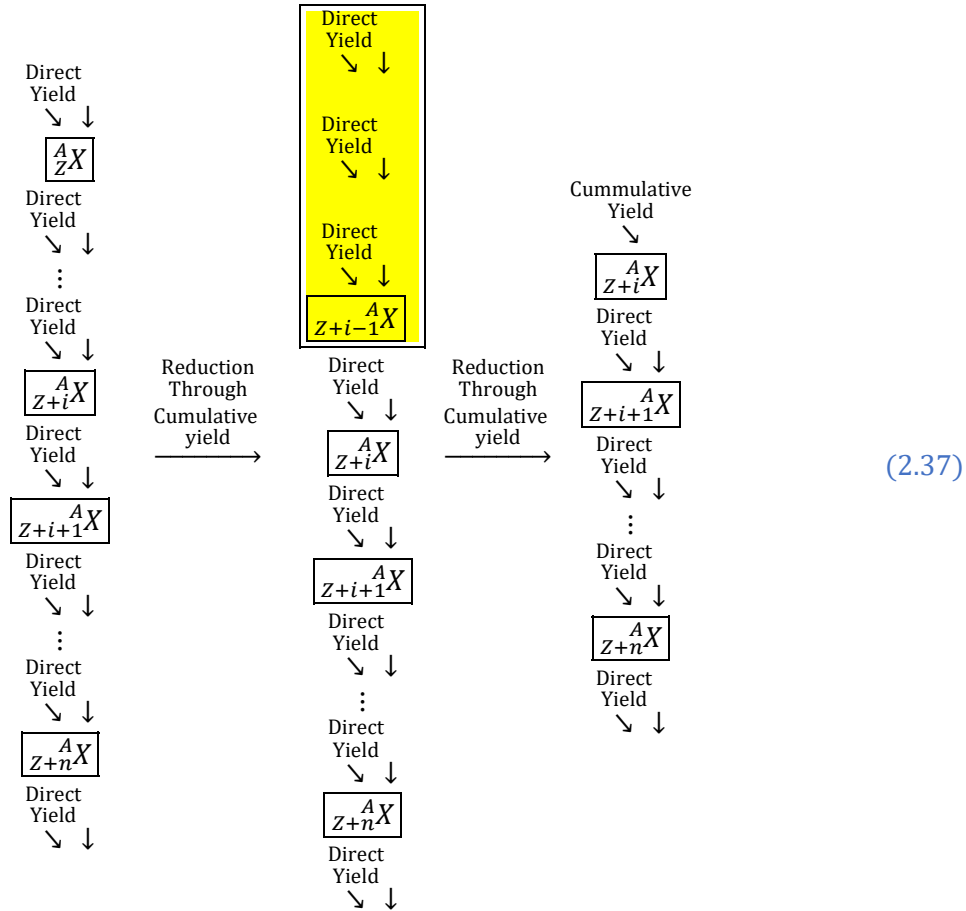 Direct
Yield
↘ ↓
^A_Z X
Direct
Yield
↘ ↓
⋮
Direct
Yield
↘ ↓
^A_{Z+i} X
Direct
Yield
↘ ↓
^A_{Z+i+1} X
Direct
Yield
↘ ↓
⋮
Direct
Yield
↘ ↓
^A_{Z+n} X
Direct
Yield
↘ ↓
Reduction
Through
Cumulative
yield
⟶
Direct
Yield
↘ ↓
Direct
Yield
↘ ↓
Direct
Yield
↘ ↓
^A_{Z+i−1} X
Direct
Yield
↘ ↓
^A_{Z+i} X
Direct
Yield
↘ ↓
^A_{Z+i+1} X
Direct
Yield
↘ ↓
⋮
Direct
Yield
↘ ↓
^A_{Z+n} X
Direct
Yield
↘ ↓
Reduction
Through
Cumulative
yield
⟶
Cummulative
Yield
↘
^A_{Z+i} X
Direct
Yield
↘ ↓
^A_{Z+i+1} X
Direct
Yield
↘ ↓
⋮
Direct
Yield
↘ ↓
^A_{Z+n} X
Direct
Yield
↘ ↓
(2.37)